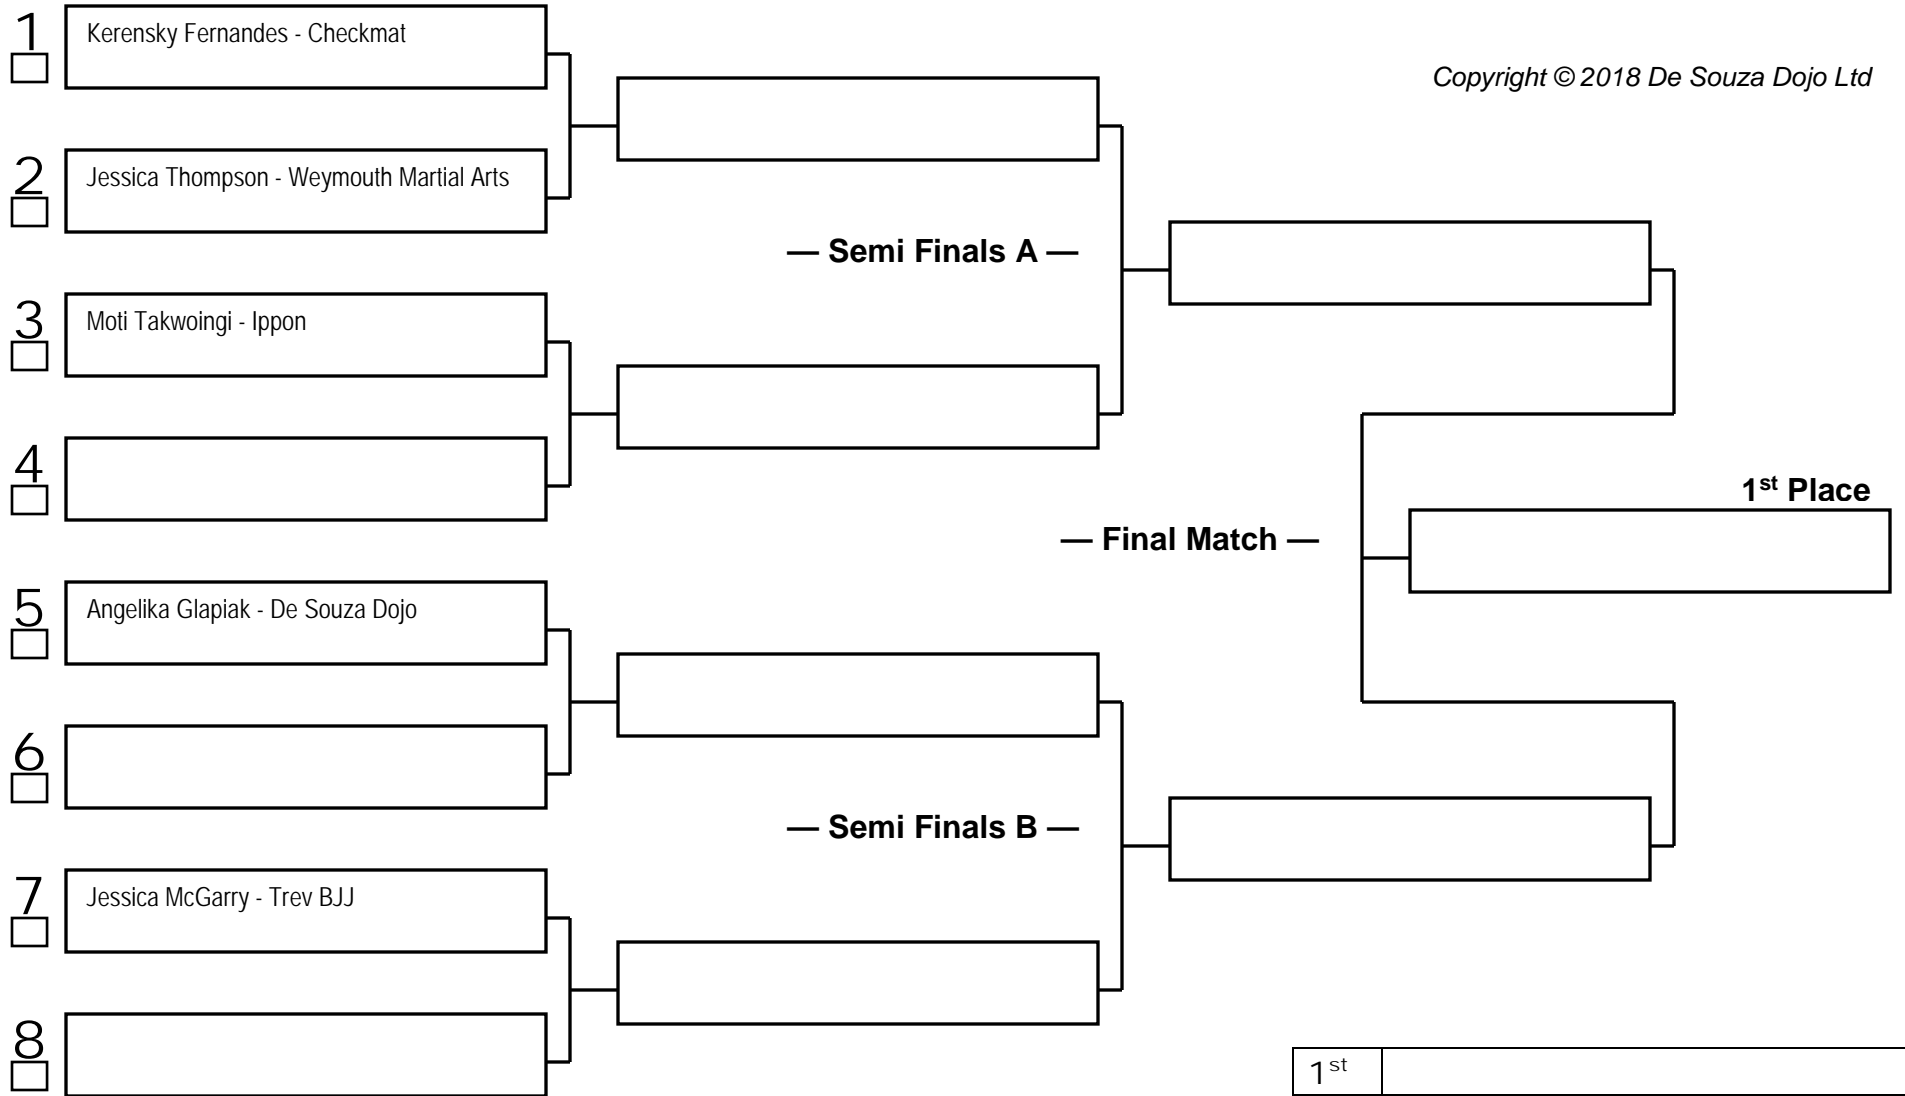 1
Kerensky Fernandes - Checkmat
Copyright © 2018 De Souza Dojo Ltd
2
Jessica Thompson - Weymouth Martial Arts
— Semi Finals A —
3
Moti Takwoingi - Ippon
4
1st Place
— Final Match —
5
Angelika Glapiak - De Souza Dojo
6
— Semi Finals B —
7
Jessica McGarry - Trev BJJ
8
1st